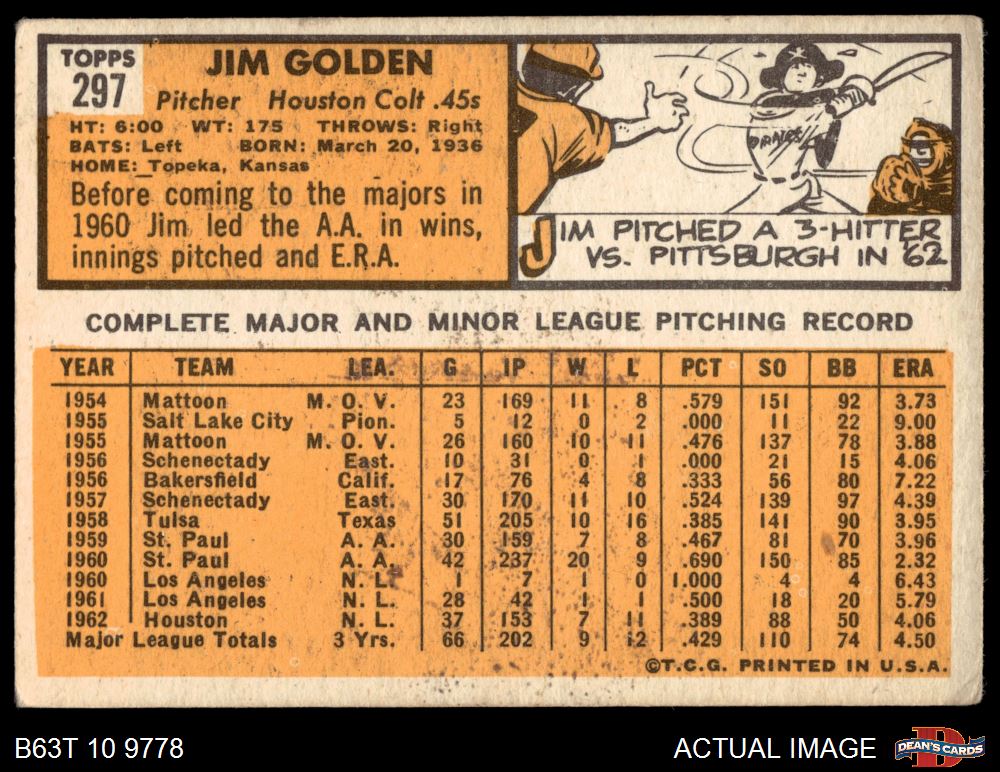 TOPPS
297
JIM GOLDEN
Pitcher Houston Colt .45s
HT: 6:00 WT: 175 THROWS: Right
BATS: Left BORN: March 20, 1936
HOME: Topeka, Kansas
Before coming to the majors in
1960 Jim led the A.A. in wins,
innings pitched and E.R.A.
PIRATES
G
JIM PITCHED A 3-HITTER
VS. PITTSBURGH IN 62
COMPLETE MAJOR AND MINOR LEAGUE PITCHING RECORD
YEAR TEAM LEA. G IP W L PCT SO BB ERA
1954 Mattoon M. O. V. 23 169 11 8 .579 151 92 3.73
1955 Salt Lake City Pion. 5 12 0 2 .000 11 22 9.00
1955 Mattoon M. O. V. 26 160 10 11 .476 137 78 3.88
1956 Schenectady East. 10 31 0 1 .000 21 15 4.06
1956 Bakersfield Calif. 17 76 4 8 .333 56 80 7.22
1957 Schenectady East. 30 170 11 10 .524 139 97 4.39
1958 Tulsa Texas 51 205 10 16 .385 141 90 3.95
1959 St. Paul A. A. 30 159 7 8 .467 81 70 3.96
1960 St. Paul A. A. 42 237 20 9 .690 150 85 2.32
1960 Los Angeles N. L. 1 7 1 0 1.000 4 4 6.43
1961 Los Angeles N. L. 28 42 1 1 .500 18 20 5.79
1962 Houston N. L. 37 153 7 11 .389 88 50 4.06
Major League Totals 3 Yrs. 66 202 9 12 .429 110 74 4.50
©T.C.G. PRINTED IN U.S.A.
B63T 10 9778
ACTUAL IMAGE
D
DEAN'S CARDS